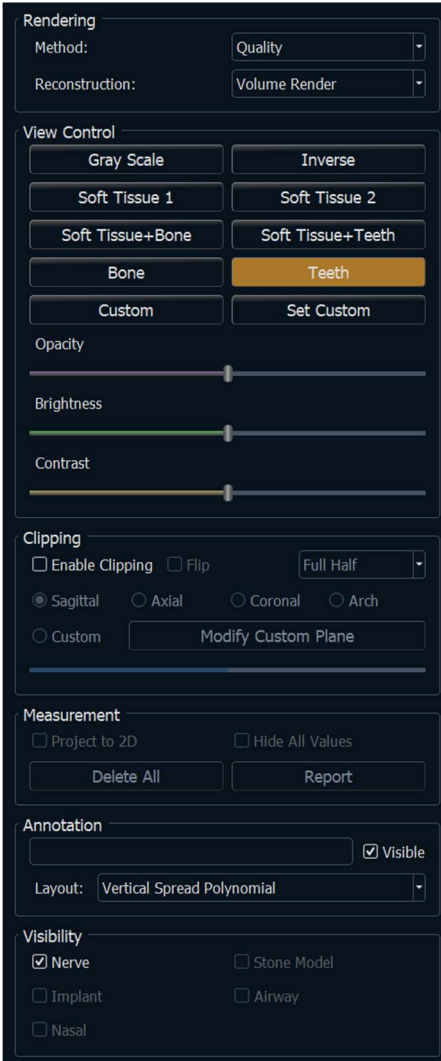 Rendering
Method: Quality
Reconstruction: Volume Render
View Control
Gray Scale Inverse
Soft Tissue 1 Soft Tissue 2
Soft Tissue+Bone Soft Tissue+Teeth
Bone Teeth
Custom Set Custom
Opacity
Brightness
Contrast
Clipping
Enable Clipping Flip Full Half
Sagittal Axial Coronal Arch
Custom Modify Custom Plane
Measurement
Project to 2D Hide All Values
Delete All Report
Annotation
Visible
Layout: Vertical Spread Polynomial
Visibility
Nerve Stone Model
Implant Airway
Nasal